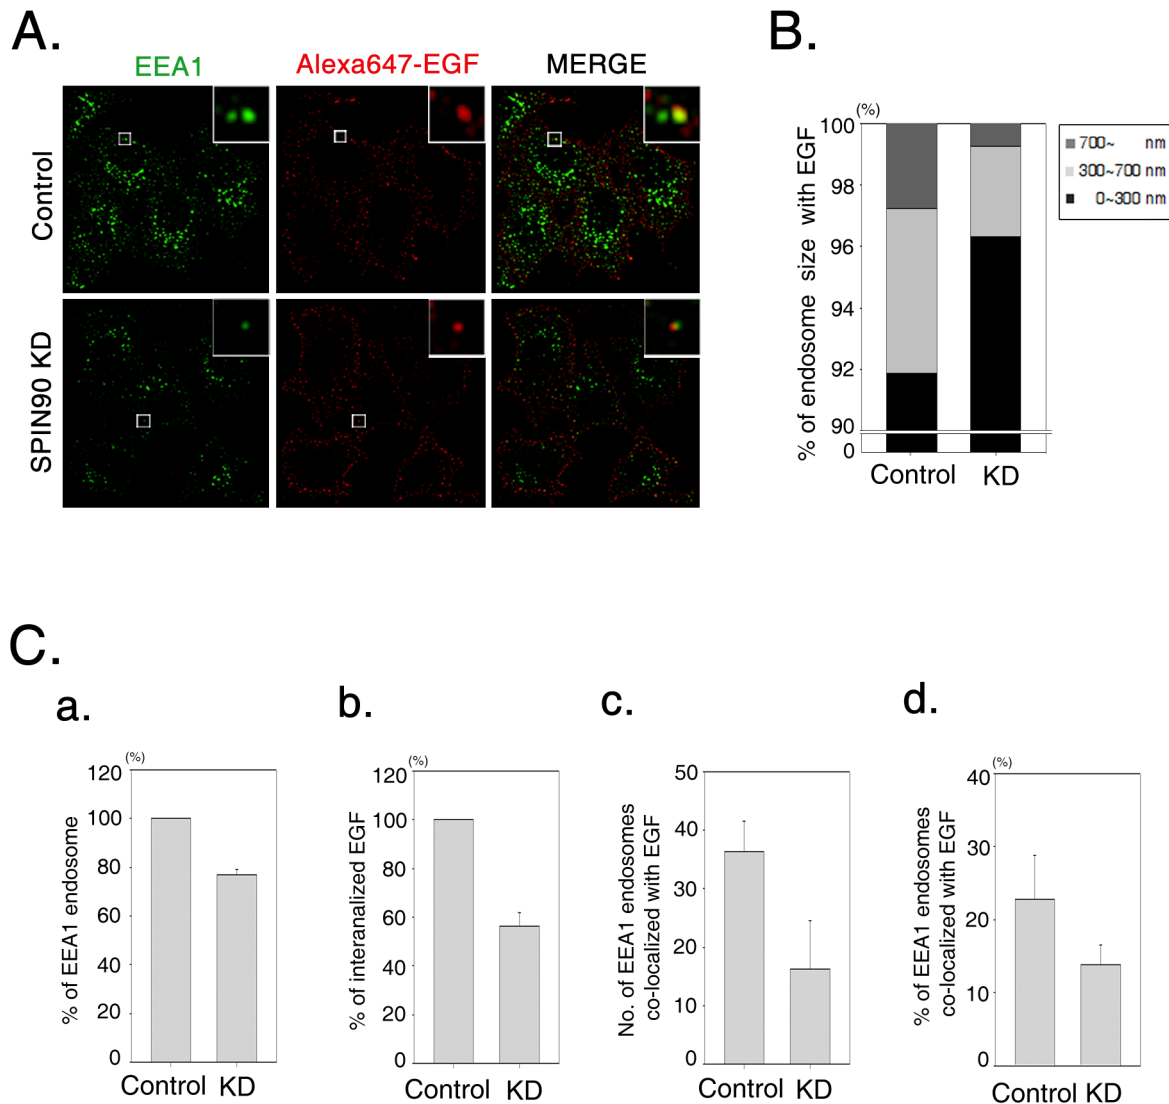 A.
EEA1 Alexa647-EGF MERGE
Control
SPIN90 KD
B.
(%)
% of endosome size with EGF
100
98
96
94
92
90
0
Control KD
700~ nm
300~700 nm
0~300 nm
C.
a.
(%)
% of EEA1 endosome
120
100
80
60
40
20
0
Control KD
b.
(%)
% of interanalized EGF
120
100
80
60
40
20
0
Control KD
c.
No. of EEA1 endosomes
co-localized with EGF
50
40
30
20
10
0
Control KD
d.
(%)
% of EEA1 endosomes
co-localized with EGF
40
30
20
10
0
Control KD